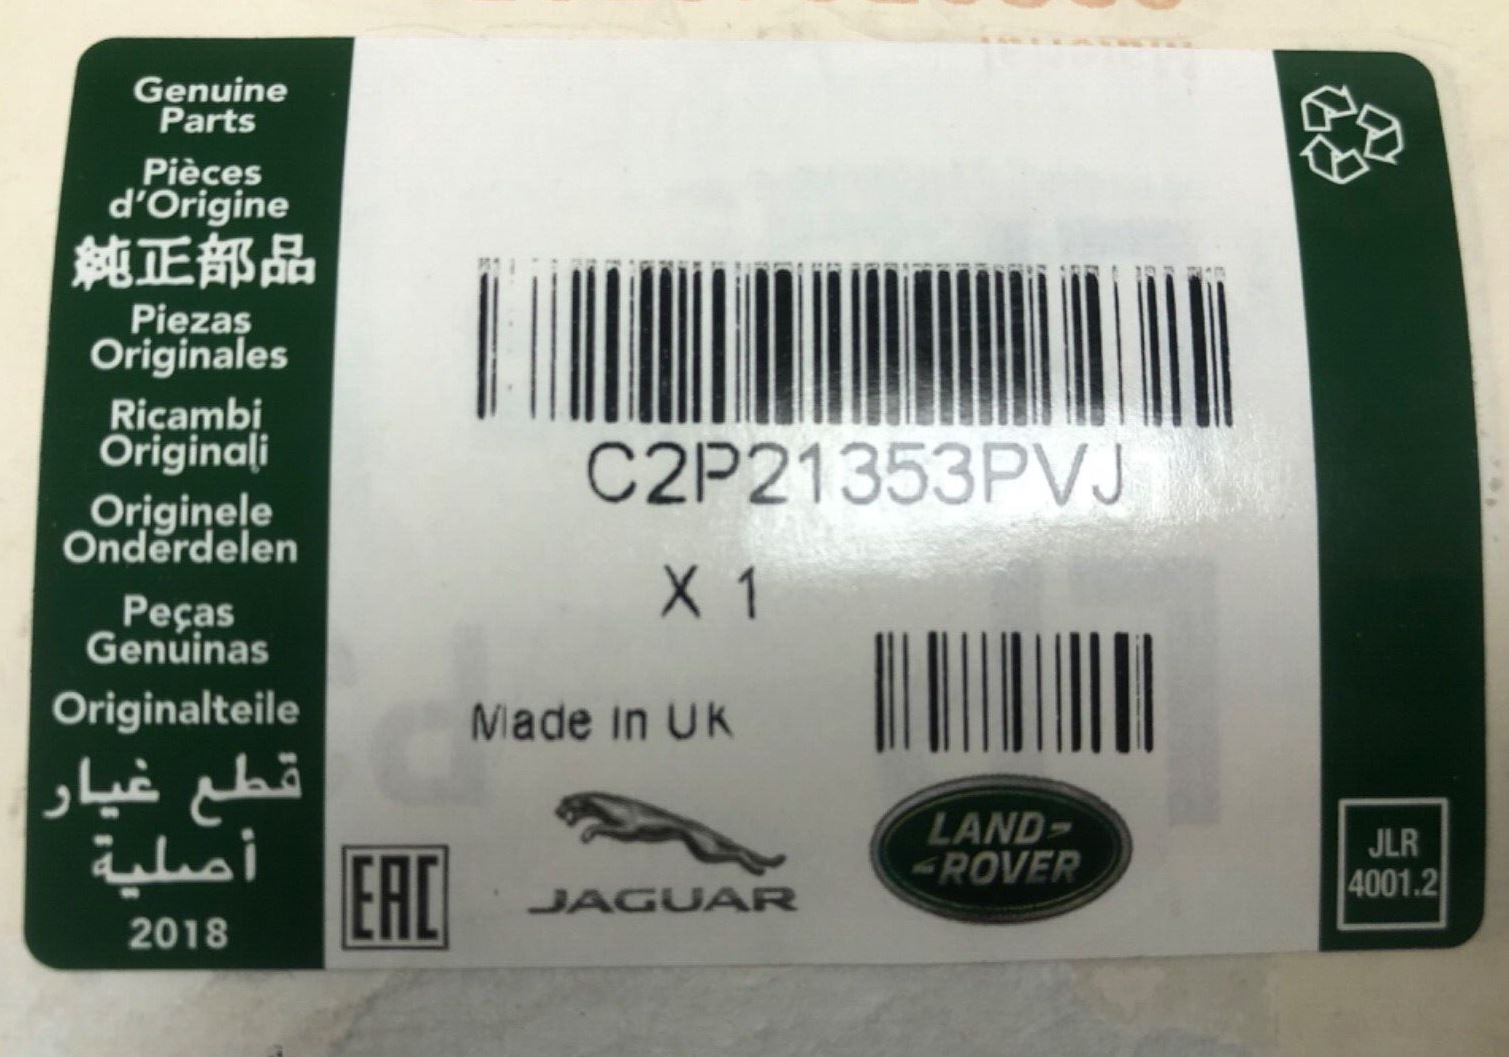 Genuine
Parts
Pièces
d'Origine
純正部品
Piezas
Originales
Ricambi
Originali
Originele
Onderdelen
Peças
Genuinas
Originalteile
قطع غيار
أصلية
2018
C2P21353PVJ
X 1
Made In UK
EAC
JAGUAR
LAND-
-ROVER
JLR
4001.2